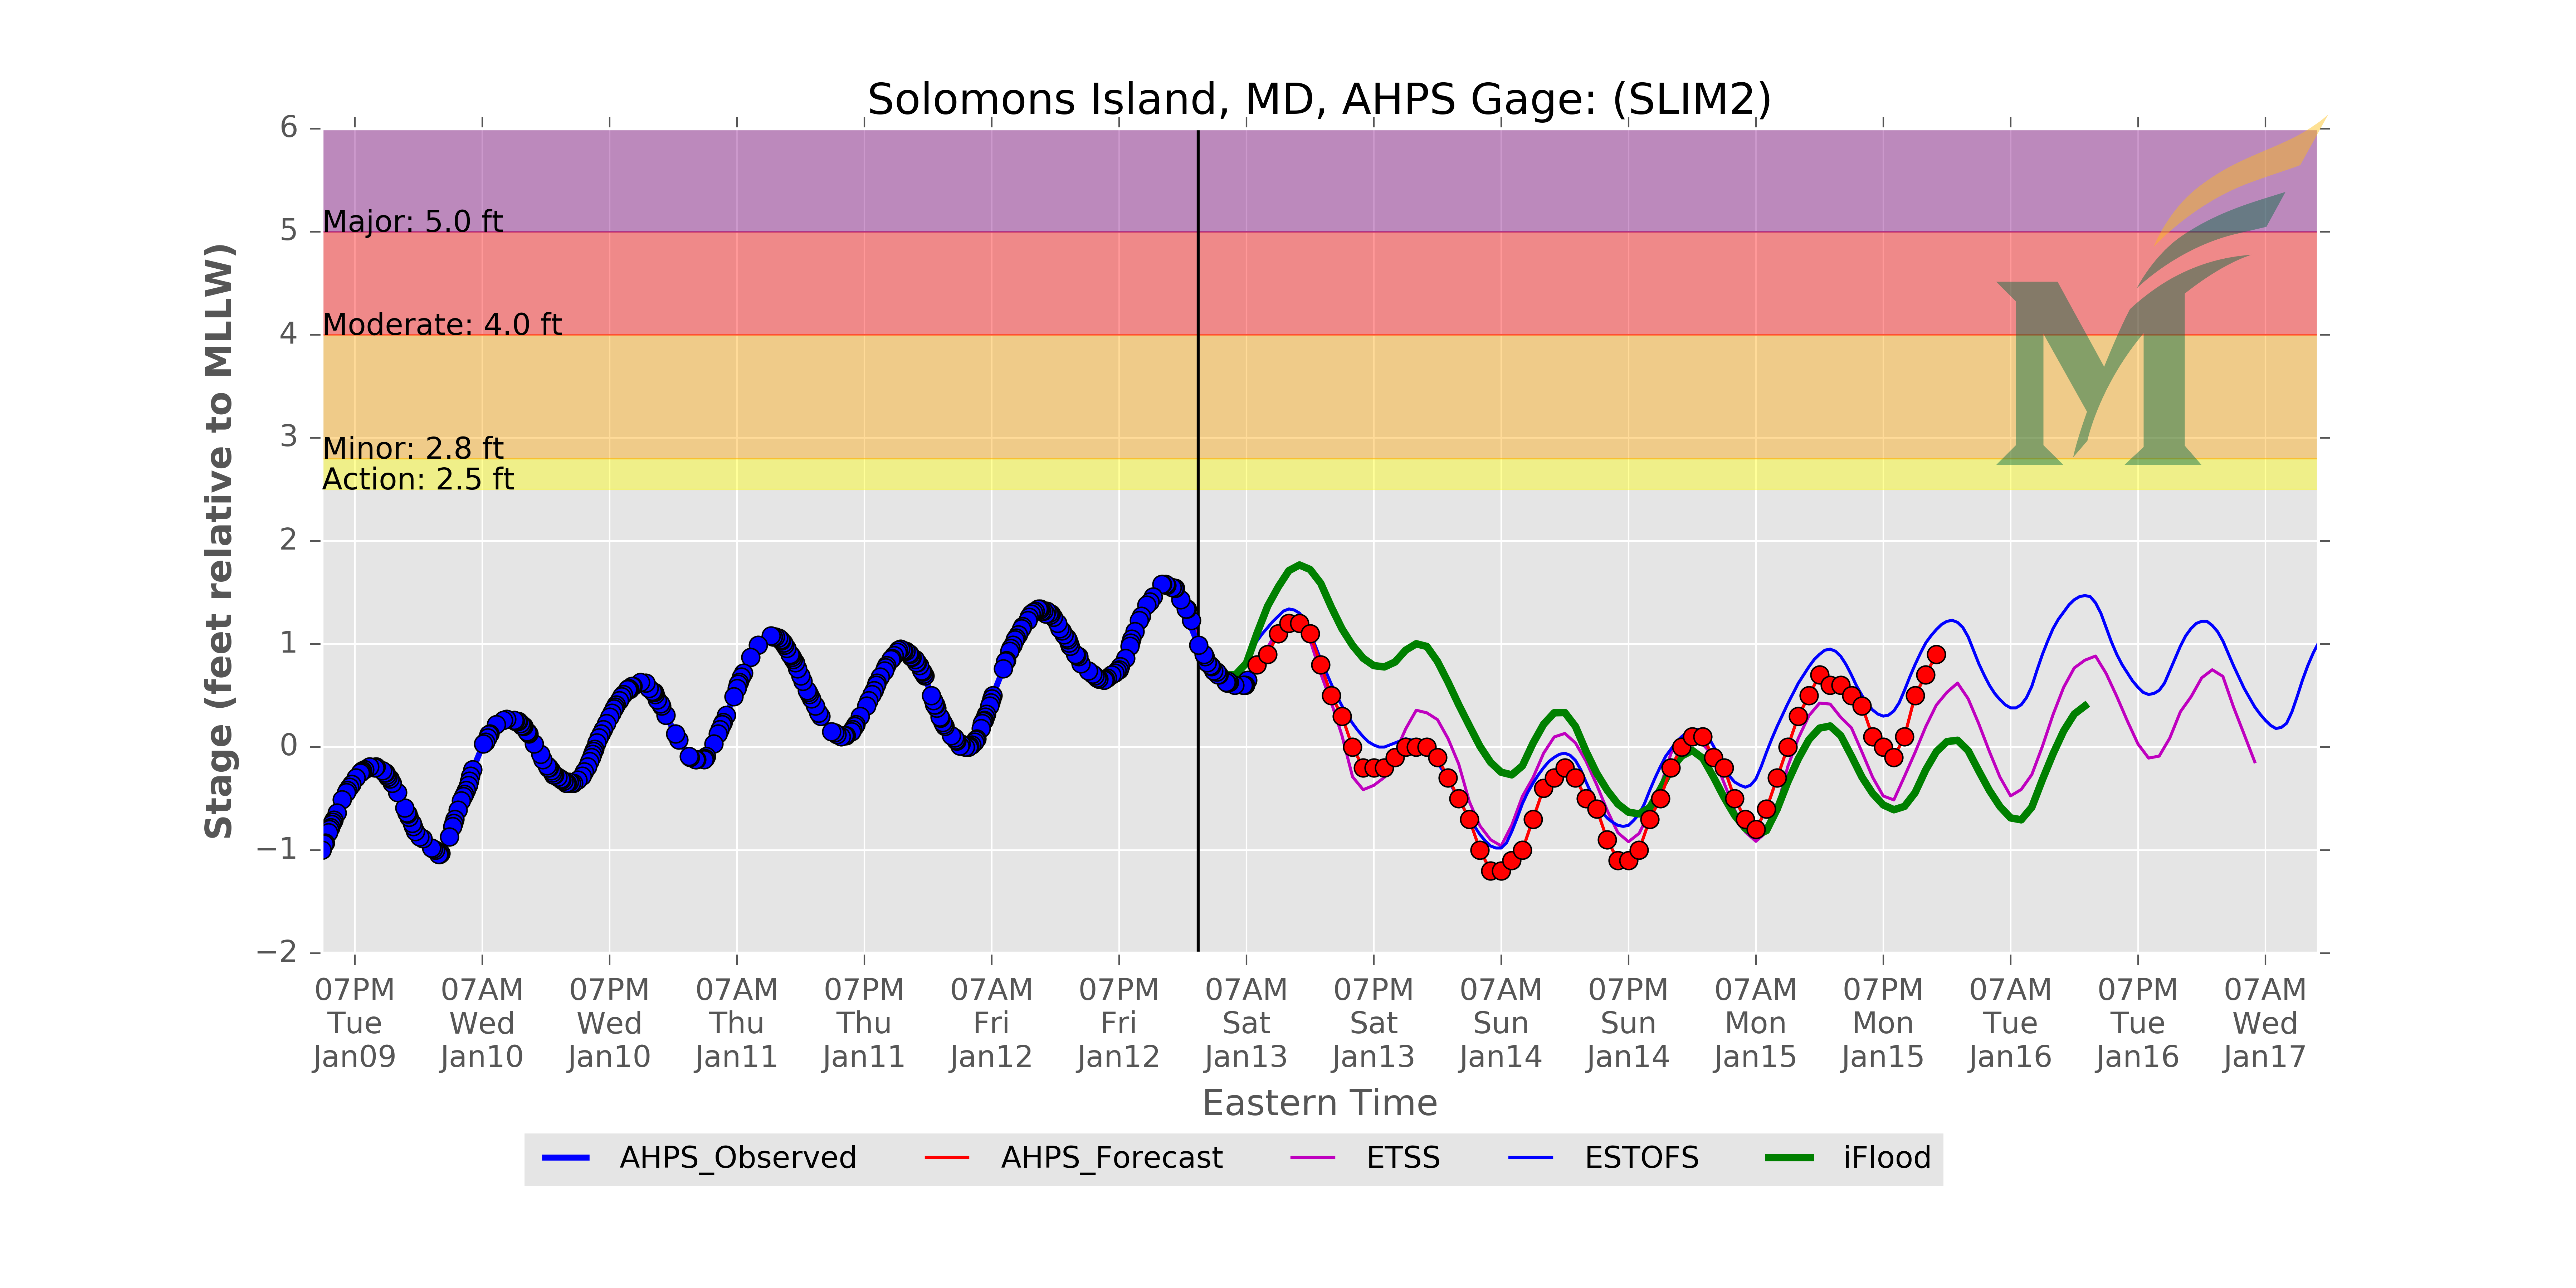 Solomons Island, MD, AHPS Gage: (SLIM2)
6
5
4
3
2
1
0
−1
−2
Stage (feet relative to MLLW)
Major: 5.0 ft
Moderate: 4.0 ft
Minor: 2.8 ft
Action: 2.5 ft
M
07PM 07AM 07PM 07AM 07PM 07AM 07PM 07AM 07PM 07AM 07PM 07AM 07PM 07AM 07PM 07AM
Tue Wed Wed Thu Thu Fri Fri Sat Sat Sun Sun Mon Mon Tue Tue Wed
Jan09 Jan10 Jan10 Jan11 Jan11 Jan12 Jan12 Jan13 Jan13 Jan14 Jan14 Jan15 Jan15 Jan16 Jan16 Jan17
Eastern Time
AHPS_Observed AHPS_Forecast ETSS ESTOFS iFlood